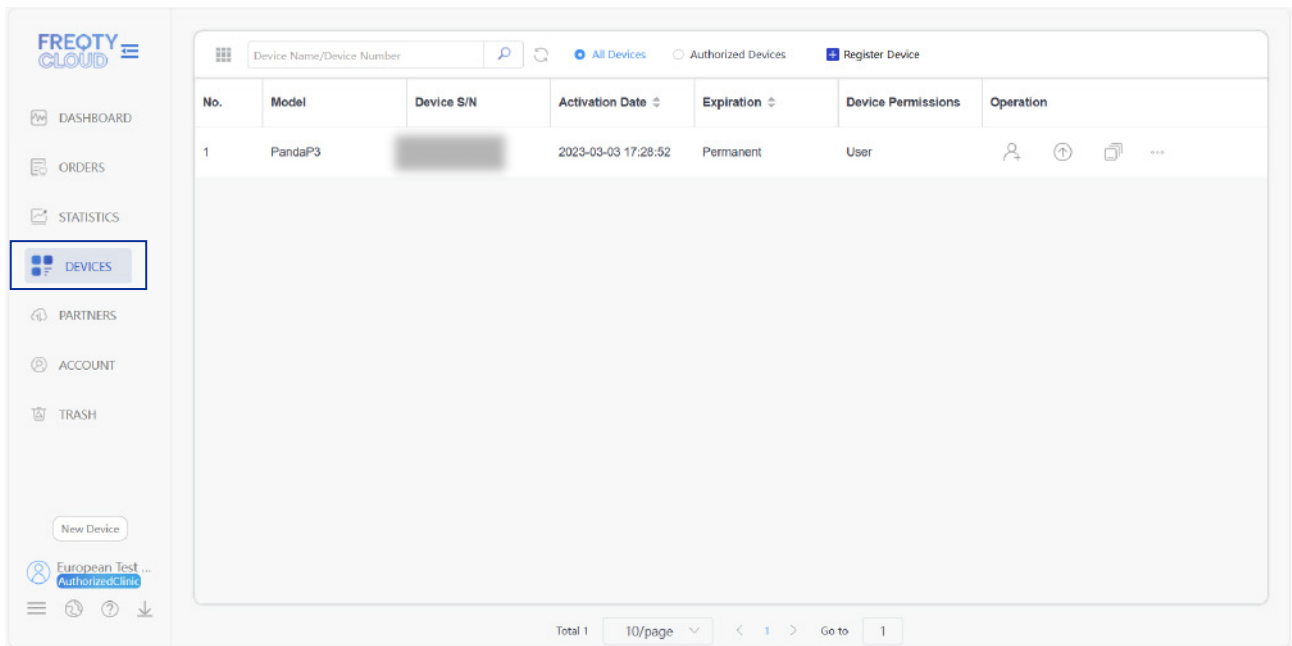 FREQTY
CLOUD
DASHBOARD
ORDERS
STATISTICS
DEVICES
PARTNERS
ACCOUNT
TRASH
New Device
European Test ...
AuthorizedClinic
Device Name/Device Number
All Devices
Authorized Devices
Register Device
No. Model Device S/N Activation Date Expiration Device Permissions Operation
1 PandaP3 2023-03-03 17:28:52 Permanent User
Total 1 10/page 1 Go to 1